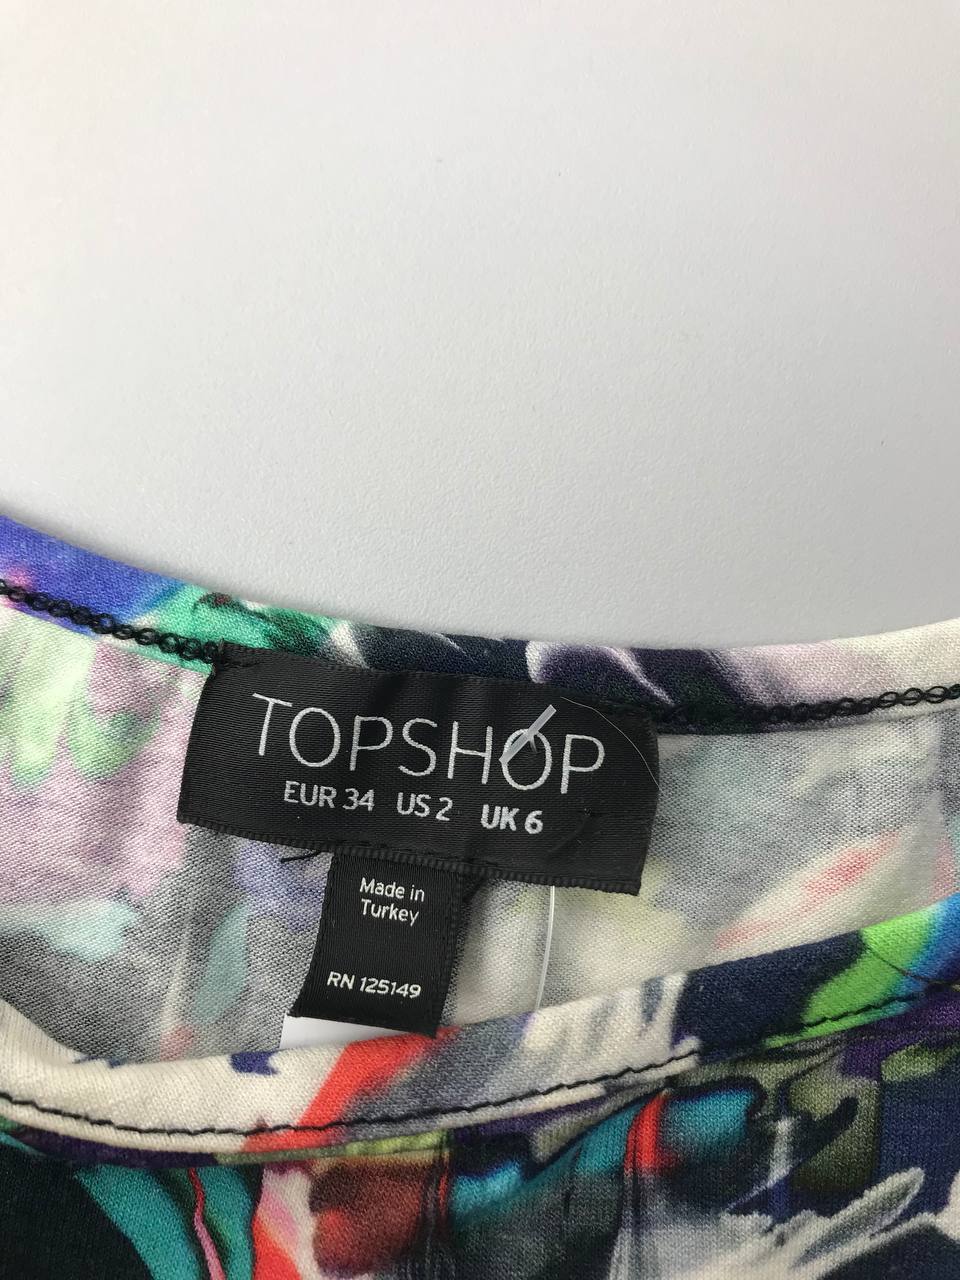 TOPSHOP
EUR 34 US 2 UK 6
Made in
Turkey
RN 125149